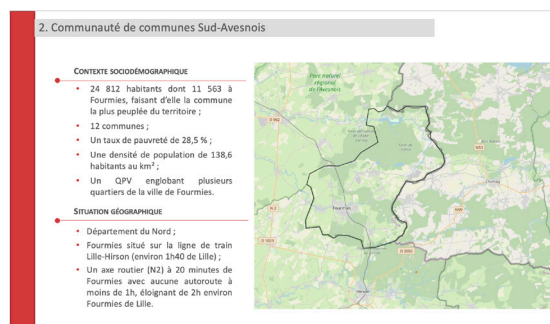 2. Communauté de communes Sud-Avesnois
CONTEXTE SOCIODÉMOGRAPHIQUE
• 24 812 habitants dont 11 563 à
Fourmies, faisant d'elle la commune
la plus peuplée du territoire ;
• 12 communes ;
• Un taux de pauvreté de 28,5 % ;
• Une densité de population de 138,6
habitants au km² ;
• Un QPV englobant plusieurs
quartiers de la ville de Fourmies.
SITUATION GÉOGRAPHIQUE
• Département du Nord ;
• Fourmies situé sur la ligne de train
Lille-Hirson (environ 1h40 de Lille) ;
• Un axe routier (N2) à 20 minutes de
Fourmies avec aucune autoroute à
moins de 1h, éloignant de 2h environ
Fourmies de Lille.
Parc naturel
régional
de l'Avesnois
Fourmies
Chimay
N 2